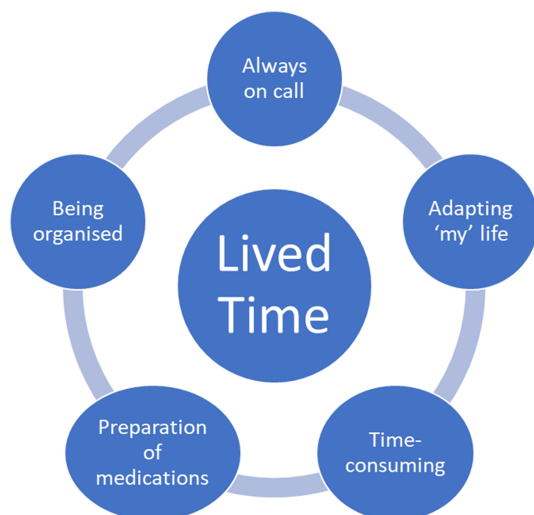 Always
on call
Being
organised
Adapting
‘my’ life
Lived
Time
Preparation
of
medications
Time-
consuming